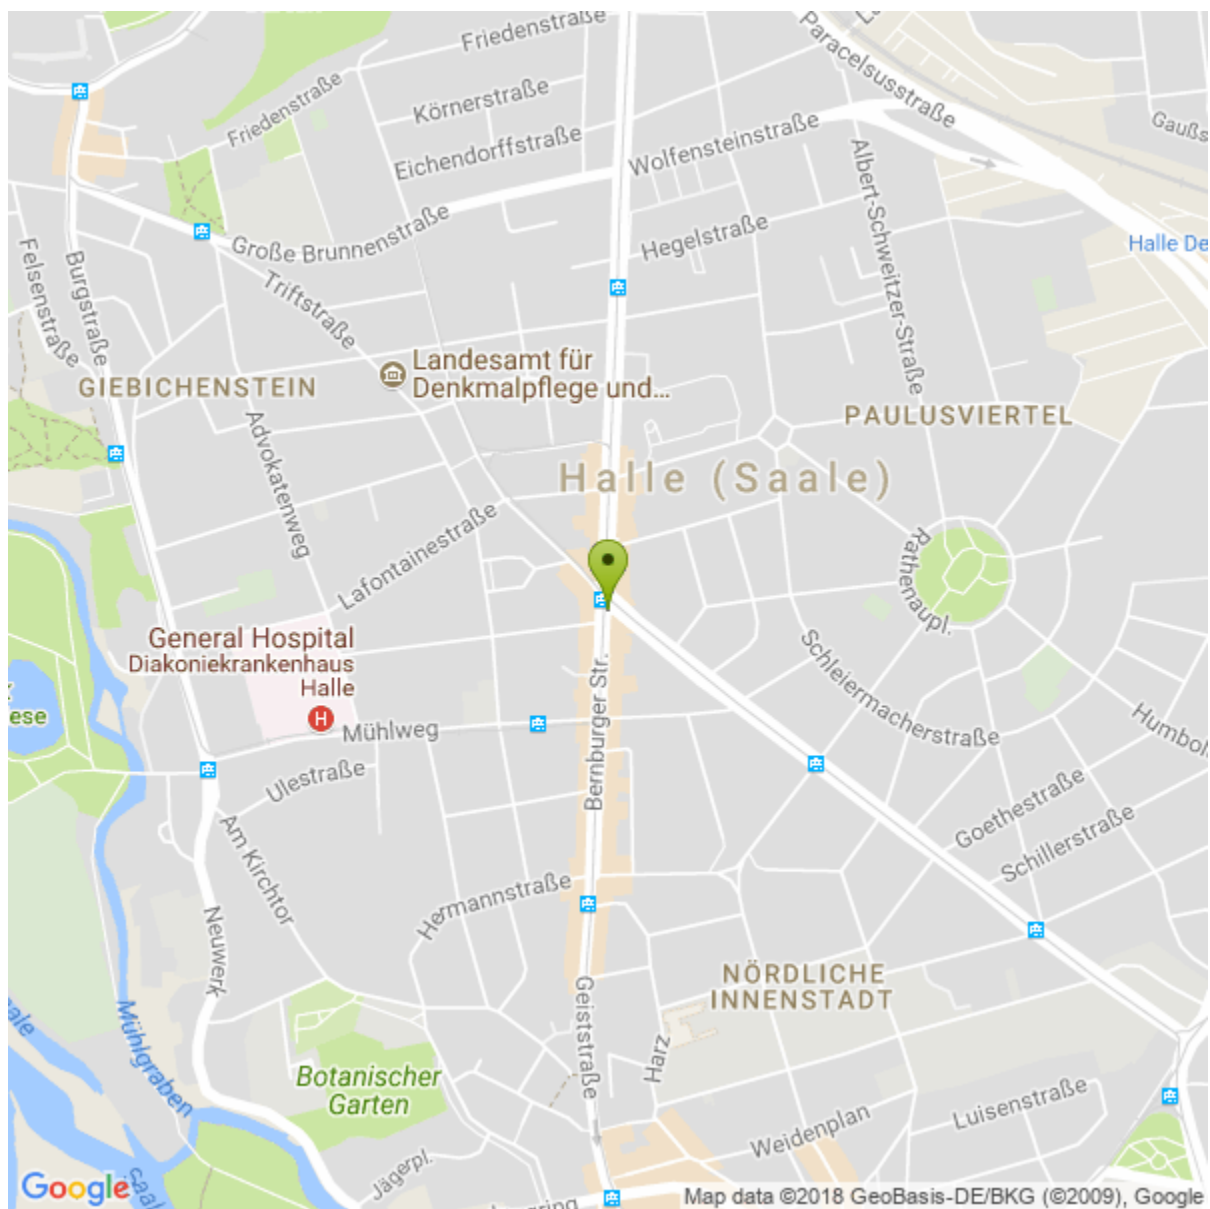 Friedenstraße
Paracelsusstraße
Körnerstraße
Friedenstraße
Eichendorffstraße
Wolfensteinstraße
Albert-Schweitzer-Straße
Große Brunnenstraße
Hegelstraße
Halle De
Felsenstraße
Burgstraße
Triftstraße
Landesamt für
Denkmalpflege und...
GIEBICHENSTEIN
PAULUSVIERTEL
Advokatenweg
Halle (Saale)
Lafontainestraße
Rathenaupl.
General Hospital
Diakoniekrankenhaus
Halle
H
ese
Schleiermacherstraße
Humbol
Mühlweg
Bernburger Str.
Ulestraße
Goethestraße
Schillerstraße
Am Kirchtor
Hermannstraße
Neuwerk
NÖRDLICHE
INNENSTADT
Geiststraße
Harz
Mühlgraben
Botanischer
Garten
Luisenstraße
Weidenplan
Jägerpl.
Google
Map data ©2018 GeoBasis-DE/BKG (©2009), Google